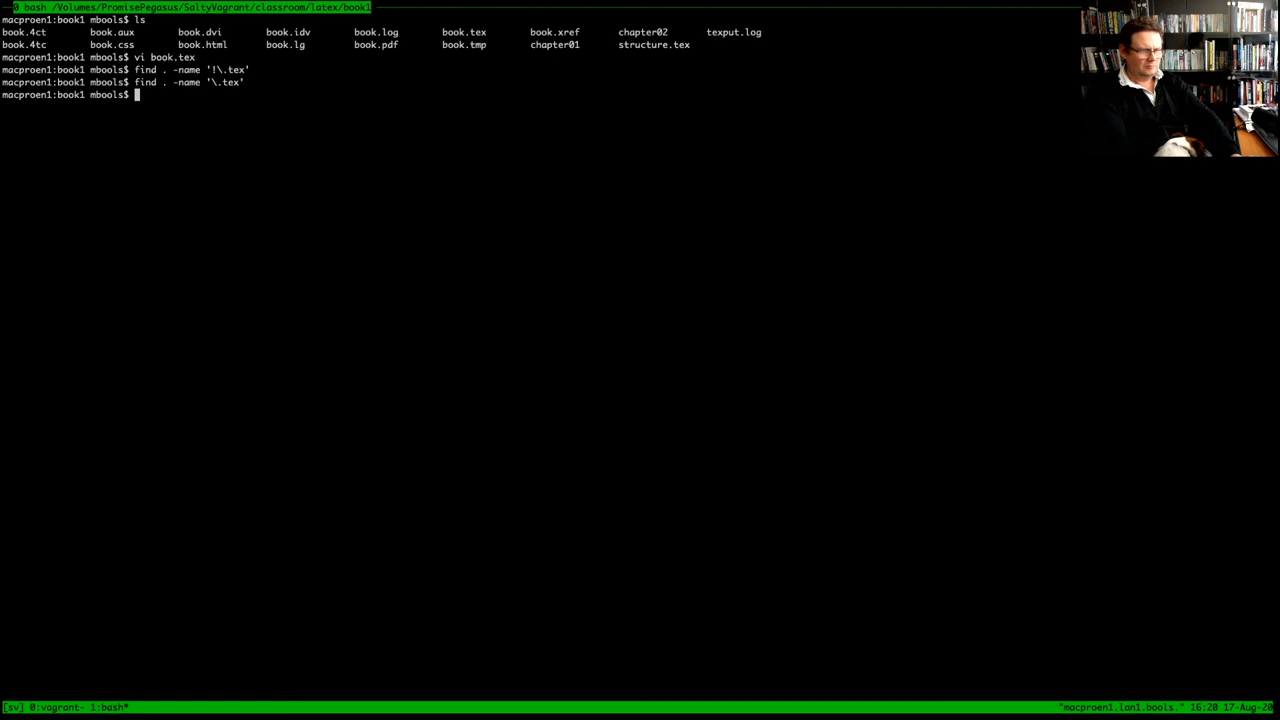 0 bash /Volumes/PromisePegasus/SaltyVagrant/classroom/latex/book1
macproen1:book1 mbools$ ls
book.4ct book.aux book.dvi book.idv book.log book.tex book.xref chapter02 texput.log
book.4tc book.css book.html book.lg book.pdf book.tmp chapter01 structure.tex
macproen1:book1 mbools$ vi book.tex
macproen1:book1 mbools$ find . -name '!\.tex'
macproen1:book1 mbools$ find . -name '\.tex'
macproen1:book1 mbools$
[sv] 0:vagrant- 1:bash* "macproen1.lan1.bools." 16:20 17-Aug-20